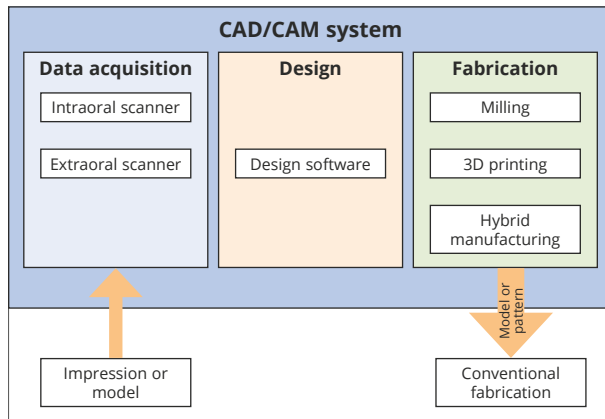 CAD/CAM system
Data acquisition
Intraoral scanner
Extraoral scanner
Design
Design software
Fabrication
Milling
3D printing
Hybrid
manufacturing
Model or
pattern
Impression or
model
Conventional
fabrication